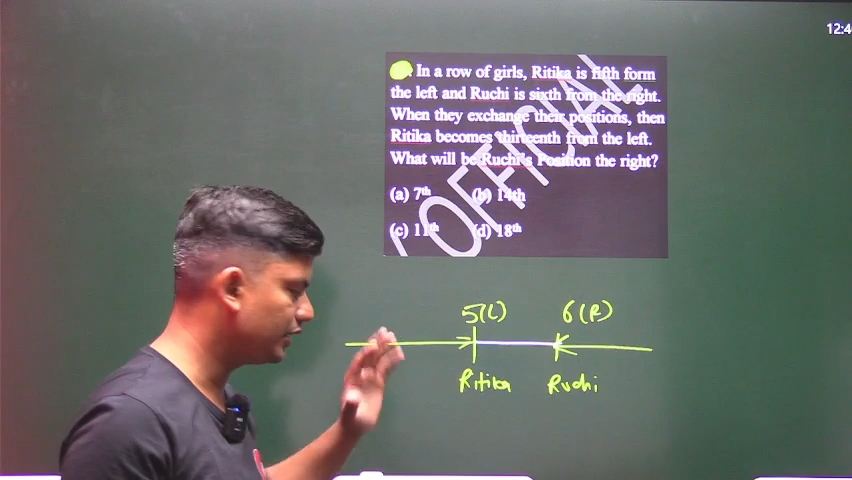 12:4
In a row of girls, Ritika is fifth form
the left and Ruchi is sixth from the right.
When they exchange their positions, then
Ritika becomes thirteenth from the left.
What will be Ruchi's Position the right?
(a) 7th (b) 14th
(c) 11th (d) 18th
OFFICIAL
5(L) 6(R)
Ritika Ruchi